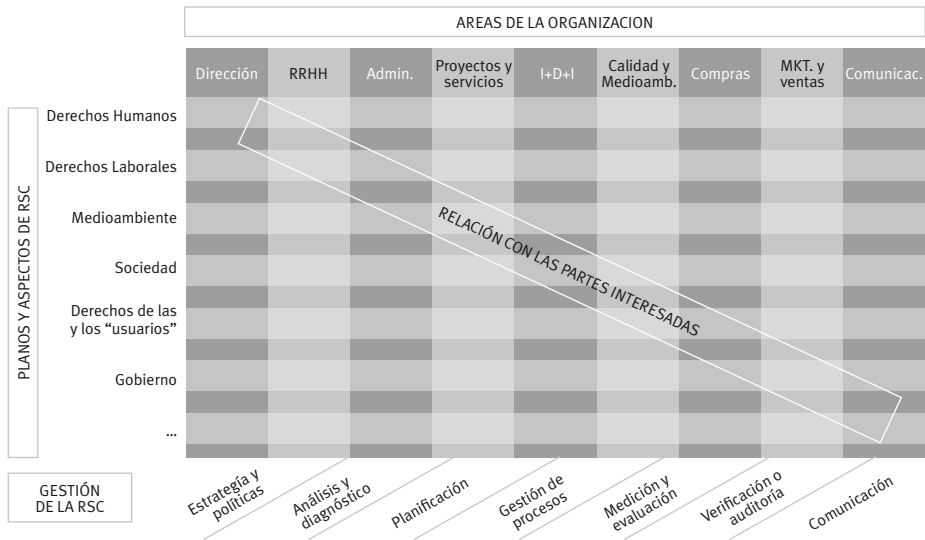 AREAS DE LA ORGANIZACION
Dirección
RRHH
Admin.
Proyectos y
servicios
I+D+I
Calidad y
Medioamb.
Compras
MKT. y
ventas
Comunicac.
PLANOS Y ASPECTOS DE RSC
Derechos Humanos
Derechos Laborales
Medioambiente
Sociedad
Derechos de las
y los “usuarios”
Gobierno
...
RELACIÓN CON LAS PARTES INTERESADAS
GESTIÓN
DE LA RSC
Estrategía y
políticas
Análisis y
diagnóstico
Planificación
Gestión de
procesos
Medición y
evaluación
Verificación o
auditoría
Comunicación